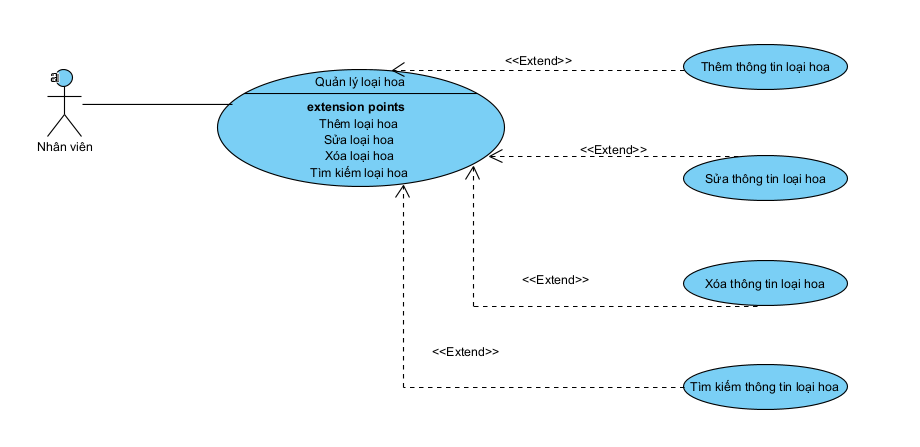 a
Nhân viên
Quản lý loại hoa
extension points
Thêm loại hoa
Sửa loại hoa
Xóa loại hoa
Tìm kiếm loại hoa
<<Extend>>
Thêm thông tin loại hoa
<<Extend>>
Sửa thông tin loại hoa
<<Extend>>
Xóa thông tin loại hoa
<<Extend>>
Tìm kiếm thông tin loại hoa